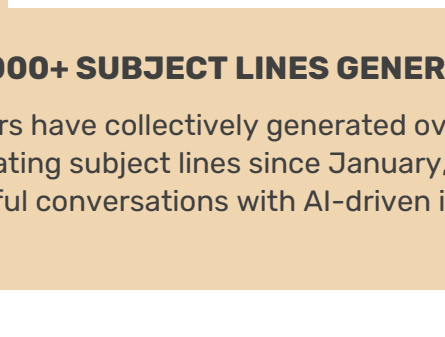 000+ SUBJECT LINES GENER
rs have collectively generated ov
ating subject lines since January,
ful conversations with AI-driven i